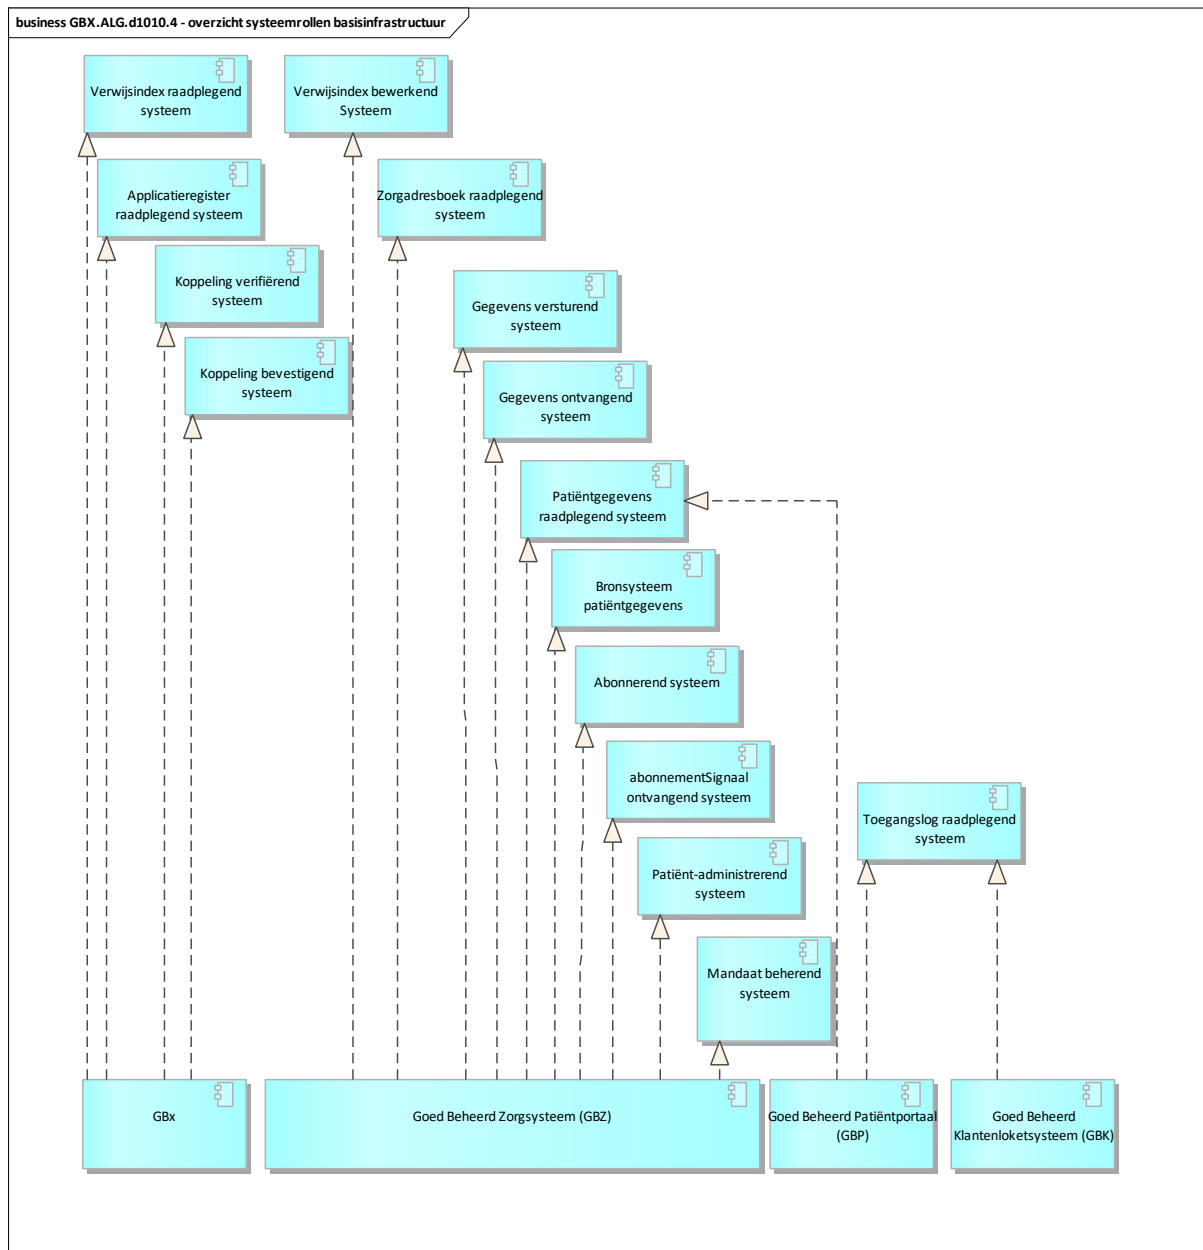 business GBX.ALG.d1010.4 - overzicht systeemrollen basisinfrastructuur
Verwijsindex raadplegend
systeem
Verwijsindex bewerkend
Systeem
Applicatieregister
raadplegend systeem
Zorgadresboek raadplegend
systeem
Koppeling verifiërend
systeem
Gegevens versturend
systeem
Koppeling bevestigend
systeem
Gegevens ontvangend
systeem
Patiëntgegevens
raadplegend systeem
Bronsysteem
patiëntgegevens
Abonnerend systeem
abonnementSignaal
ontvangend systeem
Toegangslog raadplegend
systeem
Patiënt-administrerend
systeem
Mandaat beherend
systeem
GBx
Goed Beheerd Zorgsysteem (GBZ)
Goed Beheerd Patiëntportaal
(GBP)
Goed Beheerd
Klantenloketsysteem (GBK)